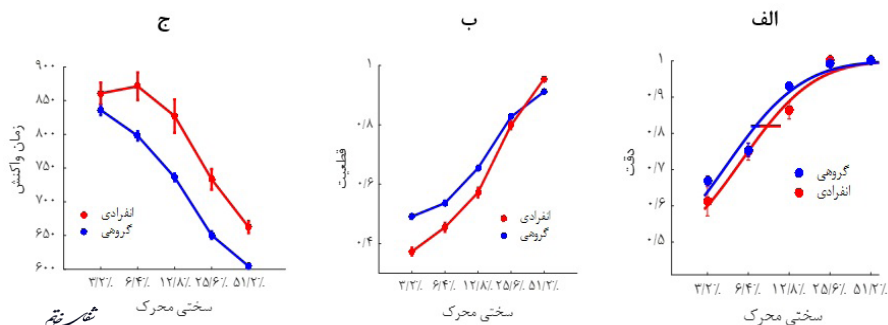 الف
۱
۰/۹
۰/۸
۰/۷
۰/۶
۰/۵
دقت
گروهی
انفرادی
۳/۲٪ ۶/۴٪ ۱۲/۸٪ ۲۵/۶٪ ۵۱/۲٪
سختی محرک
ب
۱
۰/۸
۰/۶
۰/۴
قطعیت
انفرادی
گروهی
۳/۲٪ ۶/۴٪ ۱۲/۸٪ ۲۵/۶٪ ۵۱/۲٪
سختی محرک
ج
۹۰۰
۸۵۰
۸۰۰
۷۵۰
۷۰۰
۶۵۰
۶۰۰
زمان واکنش
انفرادی
گروهی
۳/۲٪ ۶/۴٪ ۱۲/۸٪ ۲۵/۶٪ ۵۱/۲٪
سختی محرک
شفای خاتم